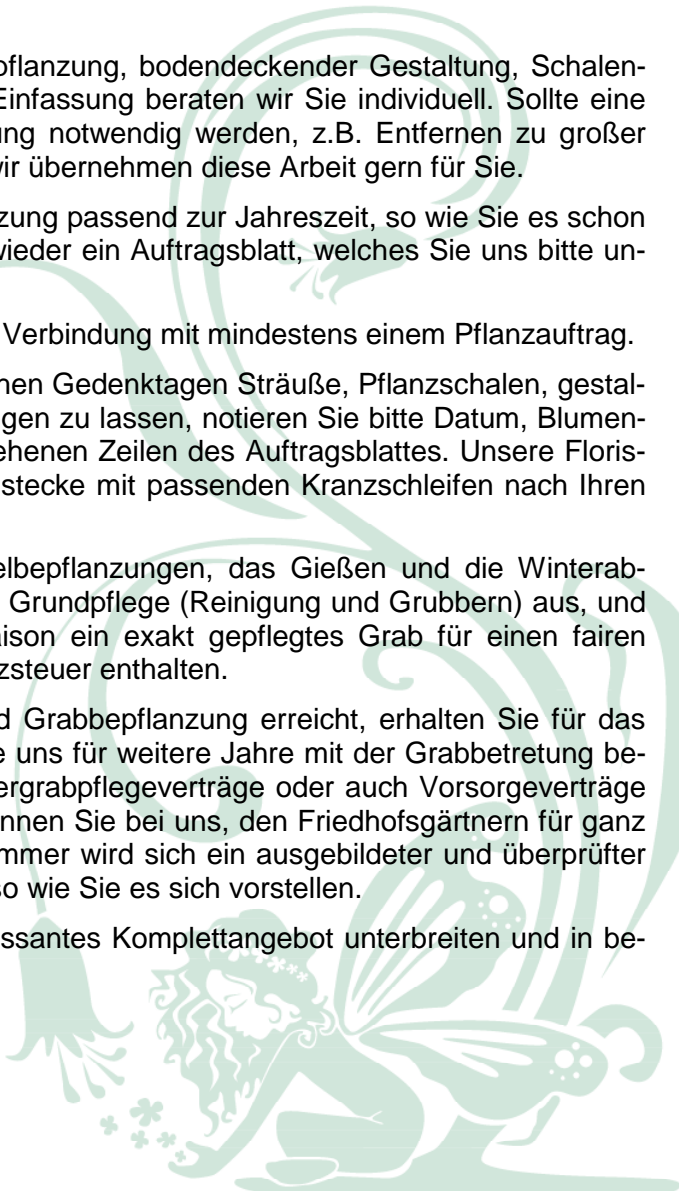 pflanzung, bodendeckender Gestaltung, Schalen-
Einfassung beraten wir Sie individuell. Sollte eine
ung notwendig werden, z.B. Entfernen zu großer
wir übernehmen diese Arbeit gern für Sie.
zung passend zur Jahreszeit, so wie Sie es schon
wieder ein Auftragsblatt, welches Sie uns bitte un-
Verbindung mit mindestens einem Pflanzauftrag.
nen Gedenktagen Sträuße, Pflanzschalen, gestal-
gen zu lassen, notieren Sie bitte Datum, Blumen-
ehenen Zeilen des Auftragsblattes. Unsere Floris-
stecke mit passenden Kranzschleifen nach Ihren
elbepflanzungen, das Gießen und die Winterab-
Grundpflege (Reinigung und Grubbern) aus, und
aison ein exakt gepflegtes Grab für einen fairen
zsteuer enthalten.
d Grabbepflanzung erreicht, erhalten Sie für das
e uns für weitere Jahre mit der Grabbetretung be-
ergrabpflegeverträge oder auch Vorsorgeverträge
nnen Sie bei uns, den Friedhofsgärtnern für ganz
mmer wird sich ein ausgebildeter und überprüfter
so wie Sie es sich vorstellen.
ssantes Komplettangebot unterbreiten und in be-